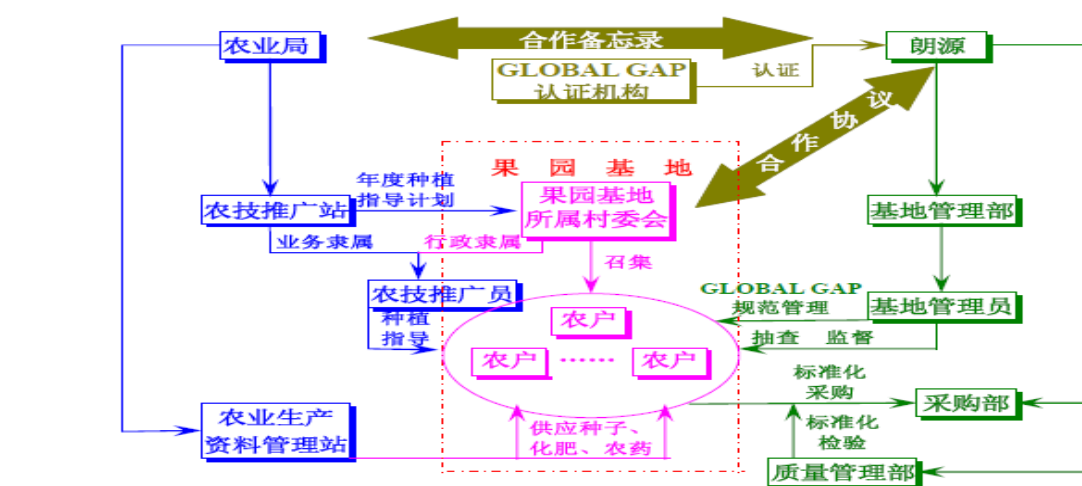 农业局
合作备忘录
朗源
GLOBAL GAP
认证机构
认证
合作协议
果园基地
年度种植
指导计划
果园基地
所属村委会
农技推广站
基地管理部
业务隶属
行政隶属
召集
农技推广员
GLOBAL GAP
规范管理
基地管理员
种植
指导
农户
抽查 监督
农户 …… 农户
标准化
采购
采购部
农业生产
资料管理站
供应种子、
化肥、农药
标准化
检验
质量管理部